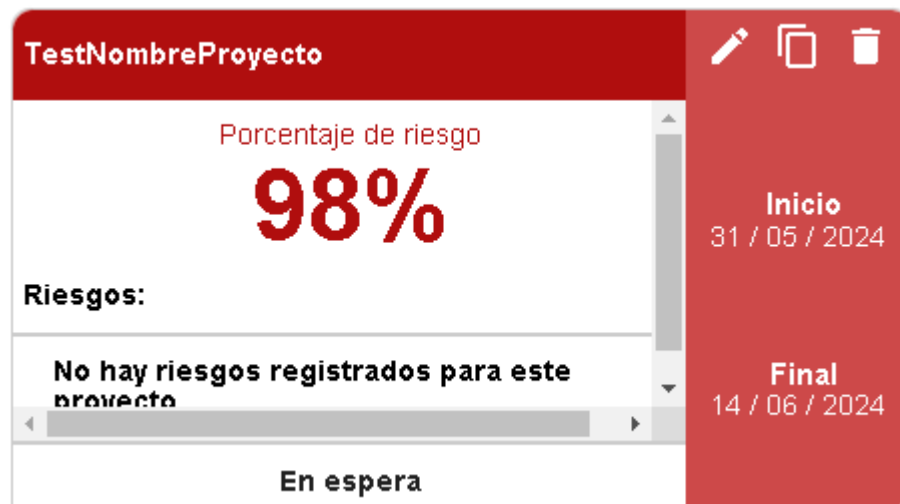 TestNombreProyecto
Porcentaje de riesgo
98%
Riesgos:
No hay riesgos registrados para este
proyecto
En espera
Inicio
31 / 05 / 2024
Final
14 / 06 / 2024